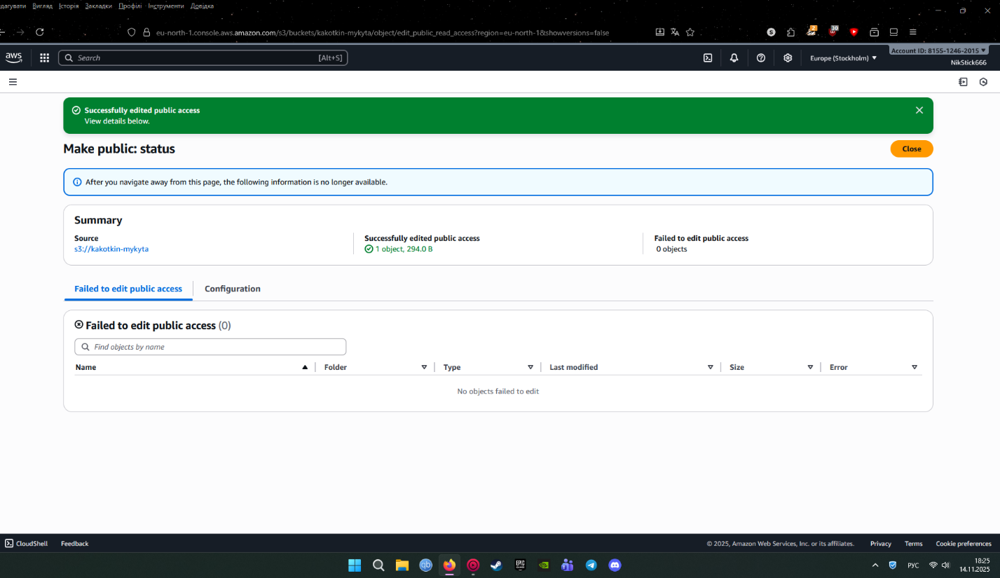 дагувати Вигляд Історія Закладки Профілі Інструменти Довідка
eu-north-1.console.aws.amazon.com/s3/buckets/kakotkin-mykyta/object/edit_public_read_access?region=eu-north-1&showversions=false
S
2
30
aws
Search [Alt+S]
Europe (Stockholm)
Account ID: 8155-1246-2015
NikStick666
Successfully edited public access
View details below.
Make public: status
Close
After you navigate away from this page, the following information is no longer available.
Summary
Source
s3://kakotkin-mykyta
Successfully edited public access
1 object, 294.0 B
Failed to edit public access
0 objects
Failed to edit public access
Configuration
Failed to edit public access (0)
Find objects by name
Name Folder Type Last modified Size Error
No objects failed to edit
CloudShell Feedback © 2025, Amazon Web Services, Inc. or its affiliates. Privacy Terms Cookie preferences
qb
EPIC GAMES
РУС
18:25
14.11.2025